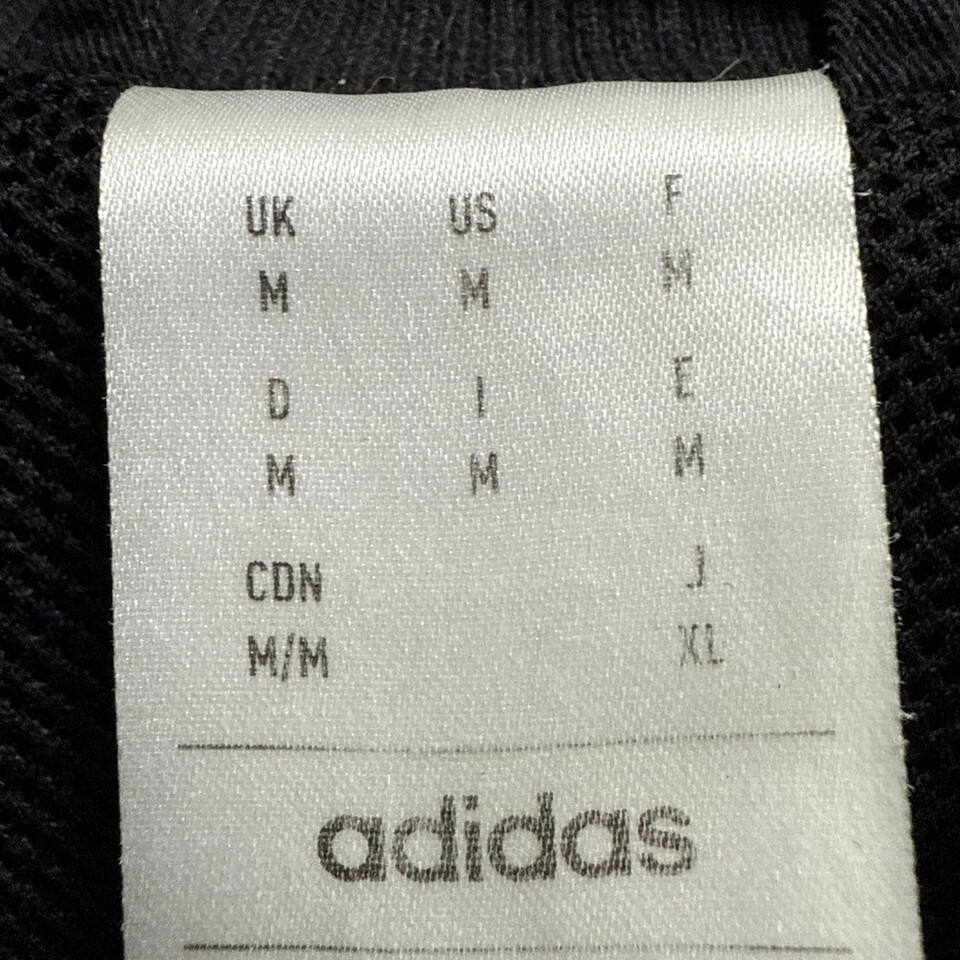 UK US F
M M M
D I E
M M M
CDN J
M/M XL
adidas